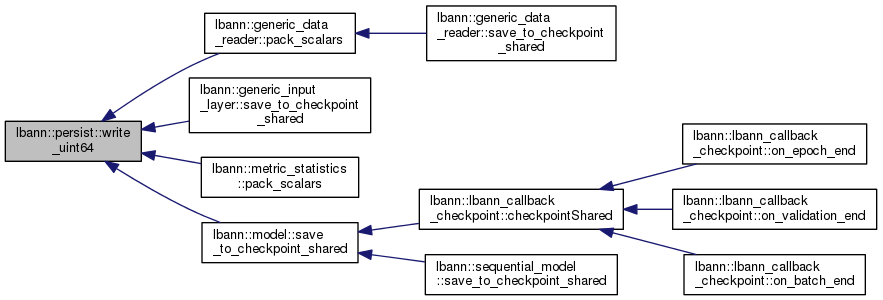 lbann::persist::write
_uint64
lbann::generic_data
_reader::pack_scalars
lbann::generic_data
_reader::save_to_checkpoint
_shared
lbann::generic_input
_layer::save_to_checkpoint
_shared
lbann::metric_statistics
::pack_scalars
lbann::model::save
_to_checkpoint_shared
lbann::lbann_callback
_checkpoint::checkpointShared
lbann::sequential_model
::save_to_checkpoint_shared
lbann::lbann_callback
_checkpoint::on_epoch_end
lbann::lbann_callback
_checkpoint::on_validation_end
lbann::lbann_callback
_checkpoint::on_batch_end